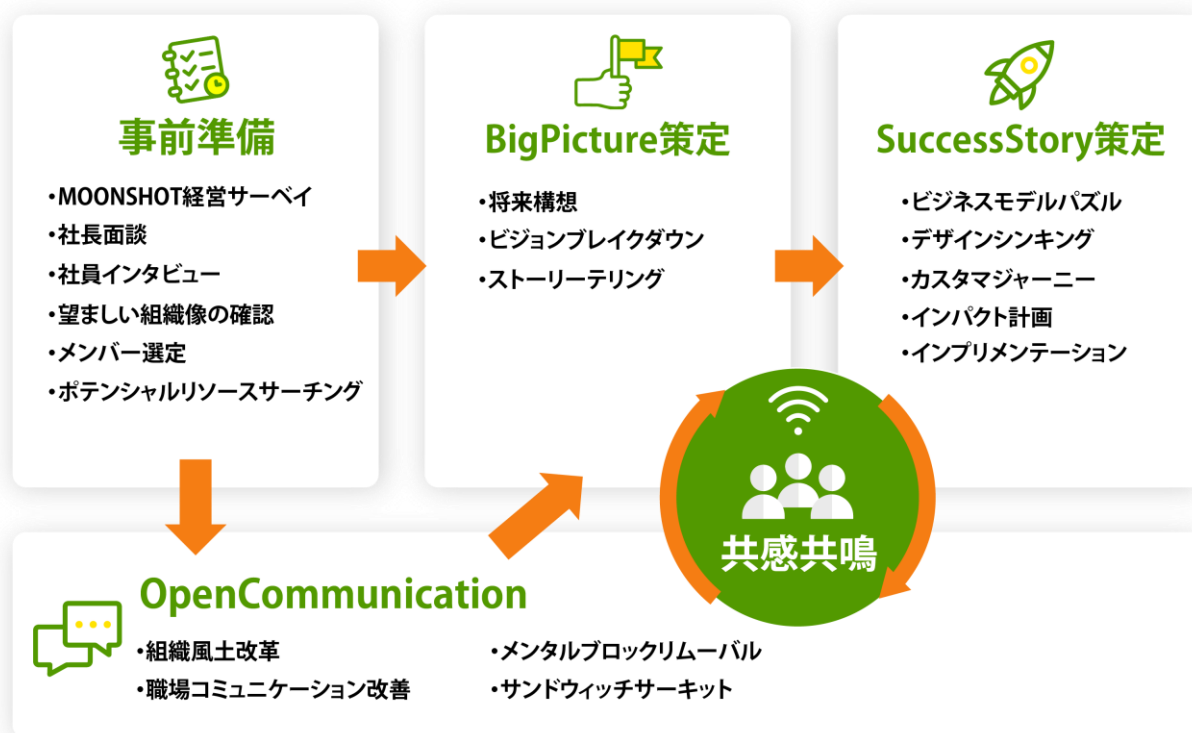 事前準備
・MOONSHOT経営サーベイ
・社長面談
・社員インタビュー
・望ましい組織像の確認
・メンバー選定
・ポテンシャルリソースサーチング
BigPicture策定
・将来構想
・ビジョンブレイクダウン
・ストーリーテリング
SuccessStory策定
・ビジネスモデルパズル
・デザインシンキング
・カスタマジャーニー
・インパクト計画
・インプリメンテーション
共感共鳴
OpenCommunication
・組織風土改革
・職場コミュニケーション改善
・メンタルブロックリムーバル
・サンドウィッチサーキット